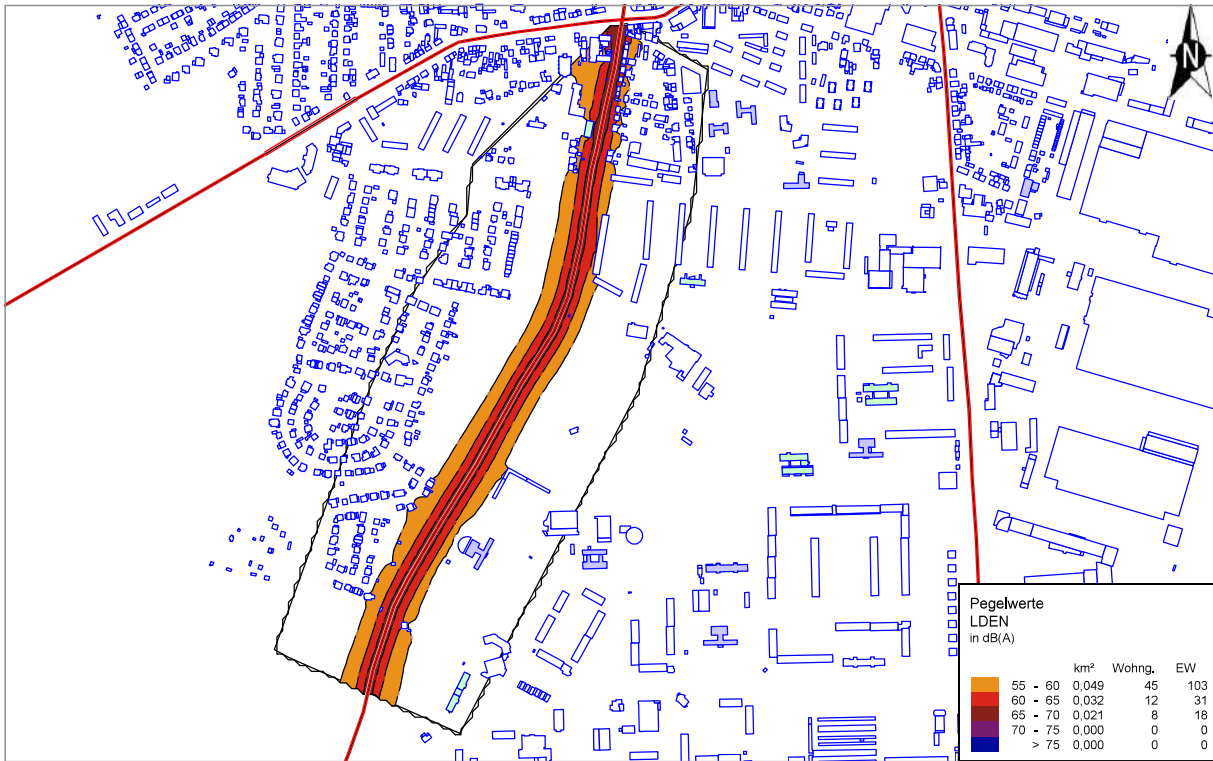 N
Pegelwerte
LDEN
in dB(A)
km² Wohng. EW
55 - 60 0,049 45 103
60 - 65 0,032 12 31
65 - 70 0,021 8 18
70 - 75 0,000 0 0
> 75 0,000 0 0